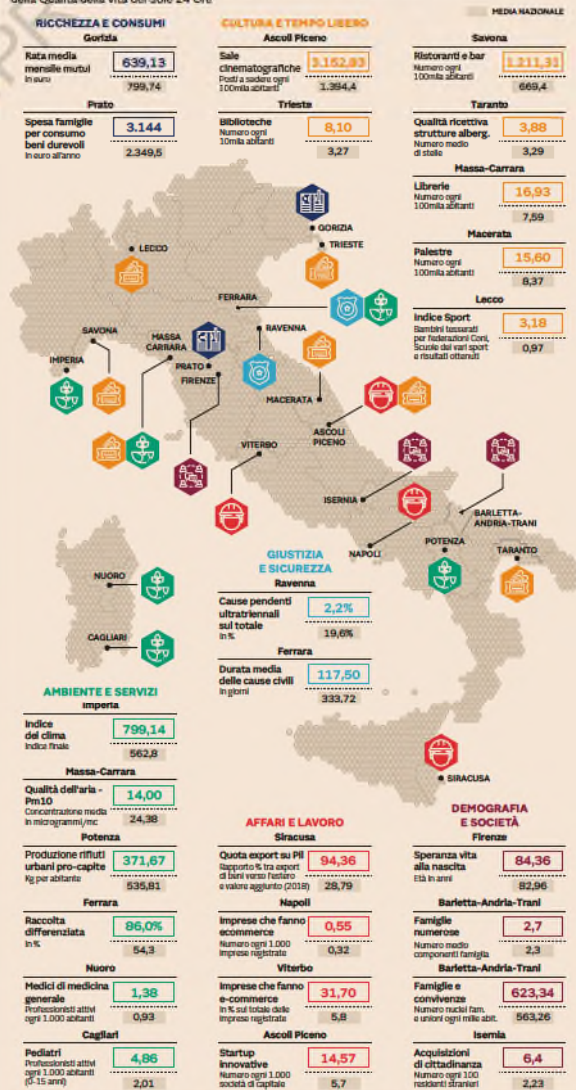 della Qualità della vita del Sole 24 Ore.
MEDIA NAZIONALE
RICCHEZZA E CONSUMI
Gorizia
Rata media
mensile mutui
In euro
639,13
799,74
Prato
Spesa famiglie
per consumo
beni durevoli
In euro all'anno
3.144
2.349,5
CULTURA E TEMPO LIBERO
Ascoli Piceno
Sale
cinematografiche
Posti a sedere ogni
100mila abitanti
3.152,93
1.394,4
Trieste
Biblioteche
Numero ogni
10mila abitanti
8,10
3,27
Savona
Ristoranti e bar
Numero ogni
100mila abitanti
1.211,31
669,4
Taranto
Qualità ricettiva
strutture alberg.
Numero medio
di stelle
3,88
3,29
Massa-Carrara
Librerie
Numero ogni
100mila abitanti
16,93
7,59
Macerata
Palestre
Numero ogni
100mila abitanti
15,60
8,37
Lecco
Indice Sport
Bambini tesserati
per Federazioni Coni,
Scuole dei vari sport
e risultati ottenuti
3,18
0,97
GORIZIA
TRIESTE
LECCO
FERRARA
RAVENNA
SAVONA
MASSA
CARRARA
IMPERIA
PRATO
FIRENZE
MACERATA
ASCOLI
PICENO
VITERBO
ISERNIA
BARLETTA-
ANDRIA-TRANI
NAPOLI
POTENZA
TARANTO
NUORO
CAGLIARI
SIRACUSA
GIUSTIZIA
E SICUREZZA
Ravenna
Cause pendenti
ultratriennali
sul totale
In %
2,2%
19,6%
Ferrara
Durata media
delle cause civili
In giorni
117,50
333,72
AMBIENTE E SERVIZI
Imperia
Indice
del clima
Indice finale
799,14
562,8
Massa-Carrara
Qualità dell'aria -
Pm10
Concentrazione media
in microgrammi/mc
14,00
24,38
Potenza
Produzione rifiuti
urbani pro-capite
Kg per abitante
371,67
535,81
Ferrara
Raccolta
differenziata
In %
86,0%
54,3
Nuoro
Medici di medicina
generale
Professionisti attivi
ogni 1.000 abitanti
1,38
0,93
Cagliari
Pediatri
Professionisti attivi
ogni 1.000 abitanti
(0-15 anni)
4,86
2,01
AFFARI E LAVORO
Siracusa
Quota export su Pil
Rapporto % tra export
di beni verso l'estero
e valore aggiunto (2018)
94,36
28,79
Napoli
Imprese che fanno
ecommerce
Numero ogni 1.000
imprese registrate
0,55
0,32
Viterbo
Imprese che fanno
e-commerce
In % sul totale delle
imprese registrate
31,70
5,8
Ascoli Piceno
Startup
innovative
Numero ogni 1.000
società di capitale
14,57
5,7
DEMOGRAFIA
E SOCIETÀ
Firenze
Speranza vita
alla nascita
Età in anni
84,36
82,96
Barletta-Andria-Trani
Famiglie
numerose
Numero medio
componenti famiglia
2,7
2,3
Barletta-Andria-Trani
Famiglie e
convivenze
Numero nuclei fam.
e unioni ogni mille abit.
623,34
563,26
Isernia
Acquisizioni
di cittadinanza
Numero ogni 100
residenti stranieri
6,4
2,23